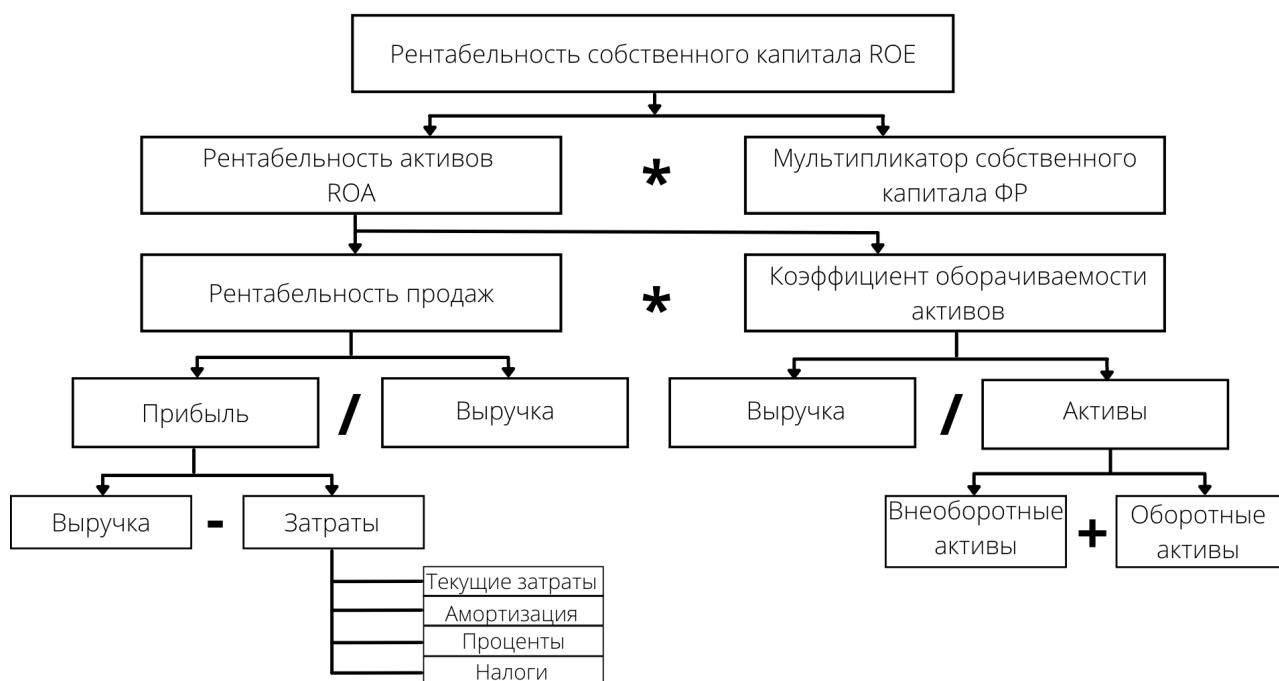 Рентабельность собственного капитала ROE
Рентабельность активов
ROA
*
Мультипликатор собственного
капитала ФР
Рентабельность продаж
*
Коэффициент оборачиваемости
активов
Прибыль
/
Выручка
Выручка
/
Активы
Выручка
-
Затраты
Внеоборотные
активы
+
Оборотные
активы
Текущие затраты
Амортизация
Проценты
Налоги